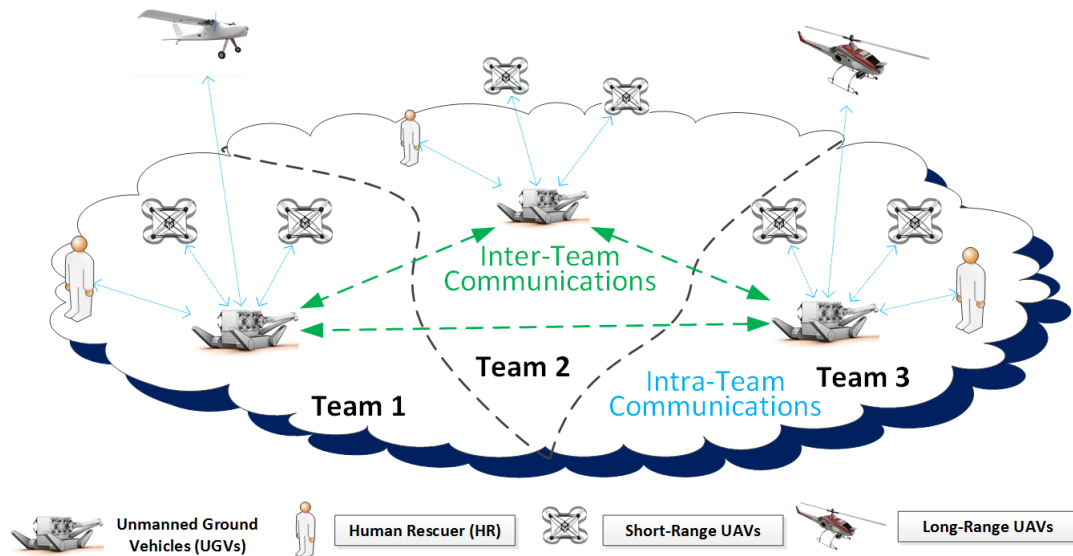 Inter-Team
Communications
Team 2
Intra-Team
Communications
Team 3
Team 1
Unmanned Ground
Vehicles (UGVs)
Human Rescuer (HR)
Short-Range UAVs
Long-Range UAVs